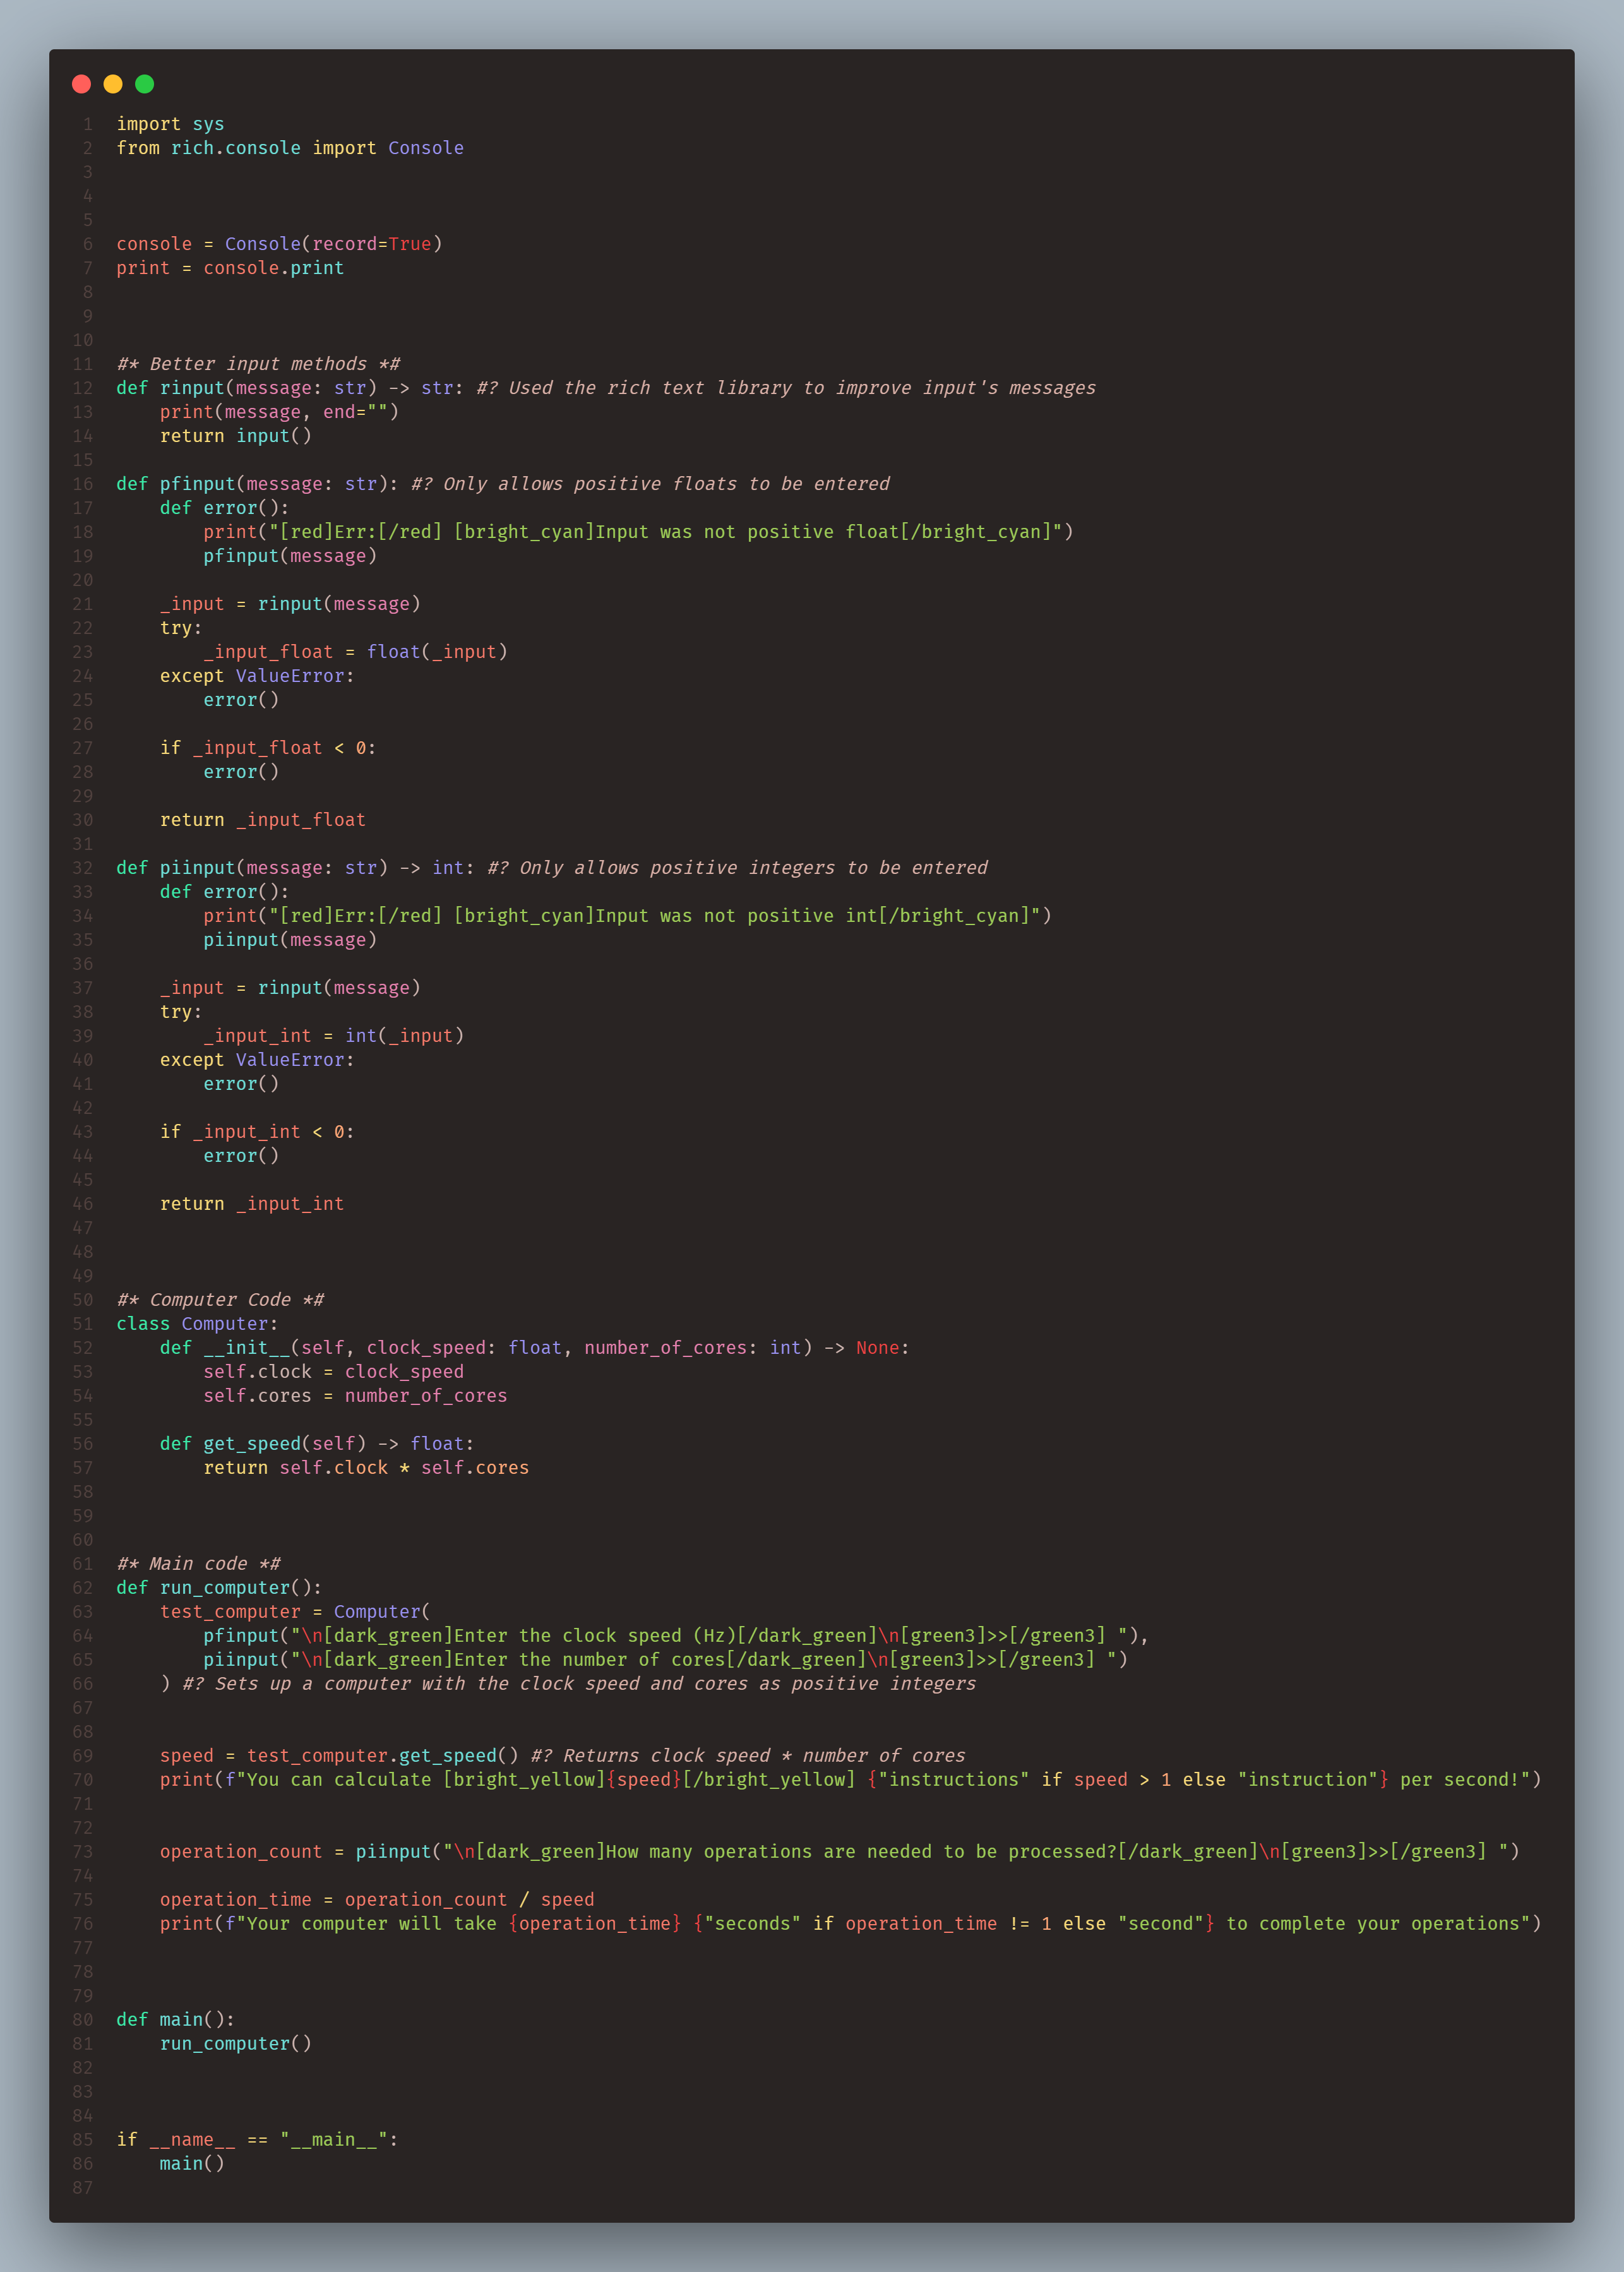 1 import sys
2 from rich.console import Console
3
4
5
6 console = Console(record=True)
7 print = console.print
8
9
10
11 #* Better input methods *#
12 def rinput(message: str) -> str: #? Used the rich text library to improve input's messages
13     print(message, end="")
14     return input()
15
16 def pfinput(message: str): #? Only allows positive floats to be entered
17     def error():
18         print("[red]Err:[/red] [bright_cyan]Input was not positive float[/bright_cyan]")
19         pfinput(message)
20
21     _input = rinput(message)
22     try:
23         _input_float = float(_input)
24     except ValueError:
25         error()
26
27     if _input_float < 0:
28         error()
29
30     return _input_float
31
32 def piinput(message: str) -> int: #? Only allows positive integers to be entered
33     def error():
34         print("[red]Err:[/red] [bright_cyan]Input was not positive int[/bright_cyan]")
35         piinput(message)
36
37     _input = rinput(message)
38     try:
39         _input_int = int(_input)
40     except ValueError:
41         error()
42
43     if _input_int < 0:
44         error()
45
46     return _input_int
47
48
49
50 #* Computer Code *#
51 class Computer:
52     def __init__(self, clock_speed: float, number_of_cores: int) -> None:
53         self.clock = clock_speed
54         self.cores = number_of_cores
55
56     def get_speed(self) -> float:
57         return self.clock * self.cores
58
59
60
61 #* Main code *#
62 def run_computer():
63     test_computer = Computer(
64         pfinput("\n[dark_green]Enter the clock speed (Hz)[/dark_green]\n[green3]>>[/green3] "),
65         piinput("\n[dark_green]Enter the number of cores[/dark_green]\n[green3]>>[/green3] ")
66     ) #? Sets up a computer with the clock speed and cores as positive integers
67
68
69     speed = test_computer.get_speed() #? Returns clock speed * number of cores
70     print(f"You can calculate [bright_yellow]{speed}[/bright_yellow] {"instructions" if speed > 1 else "instruction"} per second!")
71
72
73     operation_count = piinput("\n[dark_green]How many operations are needed to be processed?[/dark_green]\n[green3]>>[/green3] ")
74
75     operation_time = operation_count / speed
76     print(f"Your computer will take {operation_time} {"seconds" if operation_time != 1 else "second"} to complete your operations")
77
78
79
80 def main():
81     run_computer()
82
83
84
85 if __name__ == "__main__":
86     main()
87